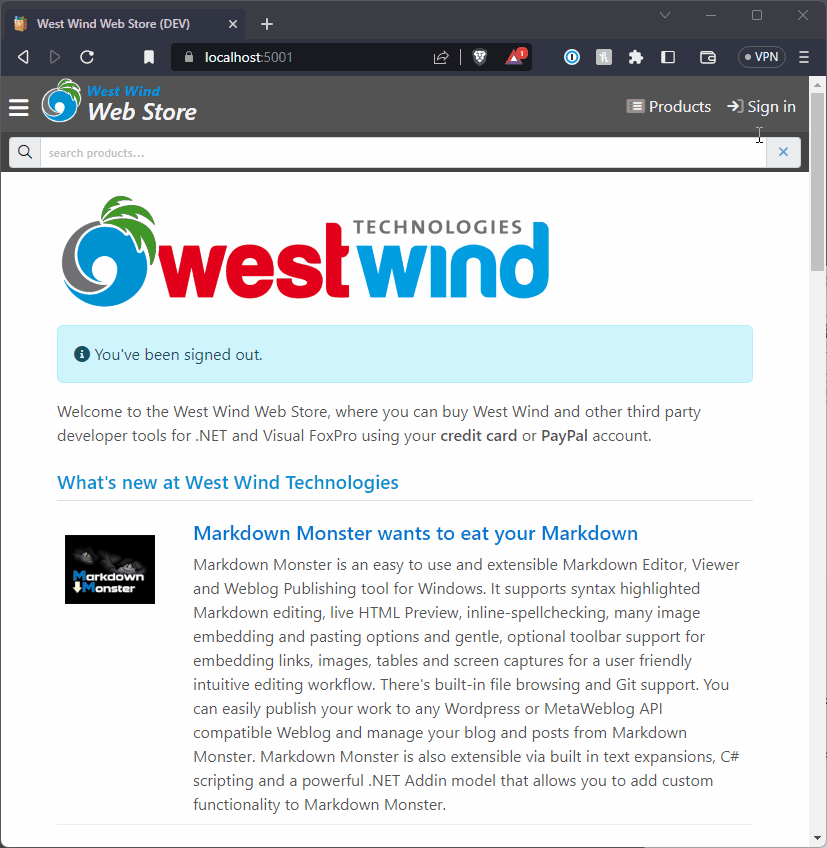 West Wind Web Store (DEV)
localhost:5001
1
VPN
West Wind
Web Store
Products
Sign in
search products...
TECHNOLOGIES
westwind
You've been signed out.
Welcome to the West Wind Web Store, where you can buy West Wind and other third party
developer tools for .NET and Visual FoxPro using your credit card or PayPal account.
What's new at West Wind Technologies
Markdown Monster wants to eat your Markdown
Markdown
Monster
Markdown Monster is an easy to use and extensible Markdown Editor, Viewer
and Weblog Publishing tool for Windows. It supports syntax highlighted
Markdown editing, live HTML Preview, inline-spellchecking, many image
embedding and pasting options and gentle, optional toolbar support for
embedding links, images, tables and screen captures for a user friendly
intuitive editing workflow. There's built-in file browsing and Git support. You
can easily publish your work to any Wordpress or MetaWeblog API
compatible Weblog and manage your blog and posts from Markdown
Monster. Markdown Monster is also extensible via built in text expansions, C#
scripting and a powerful .NET Addin model that allows you to add custom
functionality to Markdown Monster.